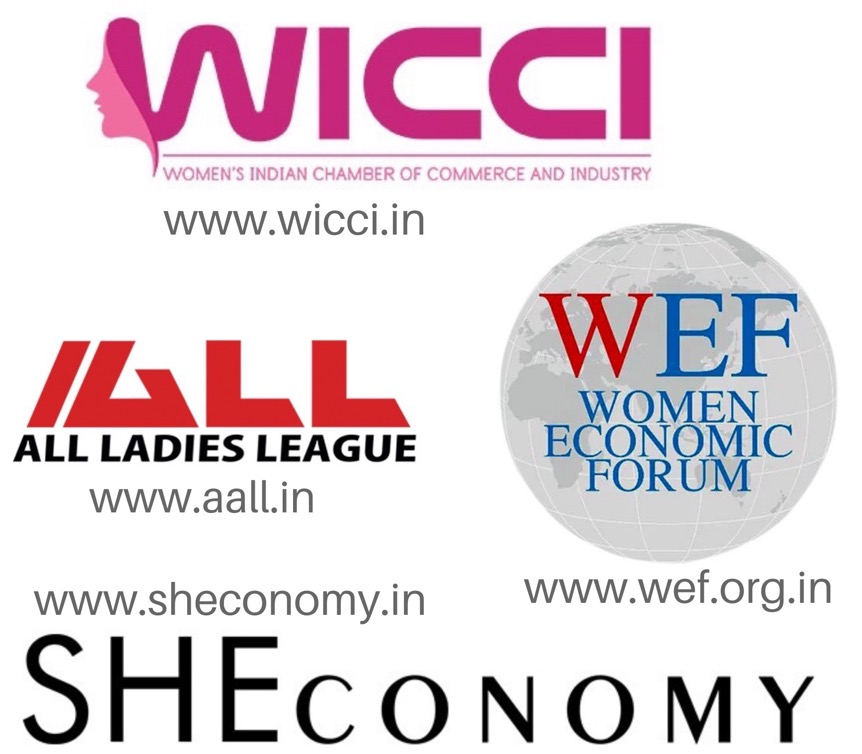 WICCI
WOMEN'S INDIAN CHAMBER OF COMMERCE AND INDUSTRY
www.wicci.in
ALL
ALL LADIES LEAGUE
www.aall.in
WEF
WOMEN
ECONOMIC
FORUM
www.wef.org.in
www.sheconomy.in
SHECONOMY